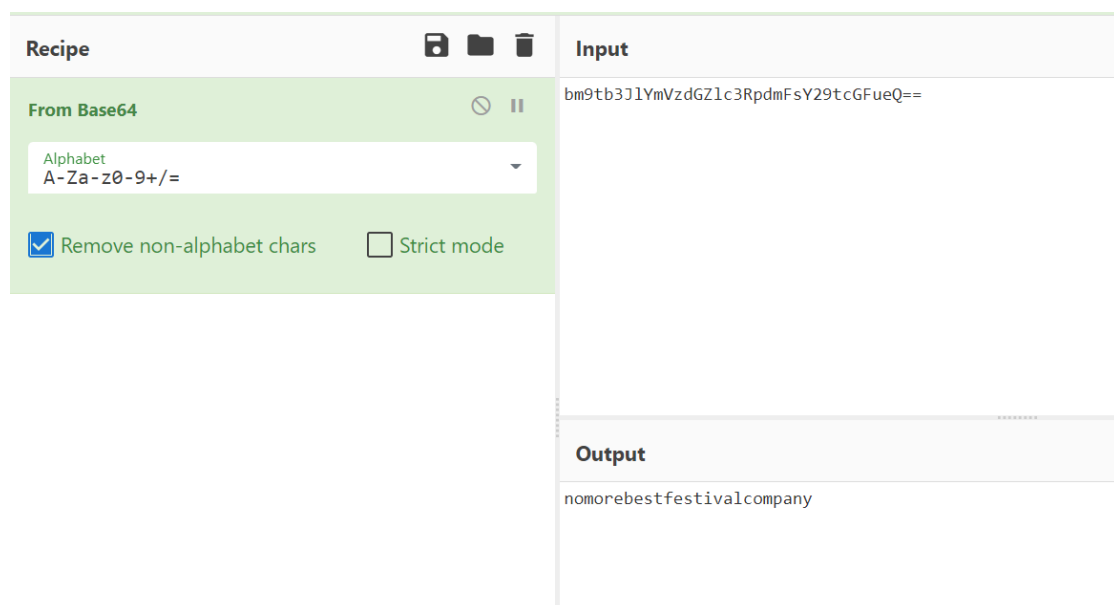 Recipe
From Base64
Alphabet
A-Za-z0-9+/=
Remove non-alphabet chars
Strict mode
Input
bm9tb3JlYmVzdGZlc3RpdmFsY29tcGFueQ==
Output
nomorebestfestivalcompany